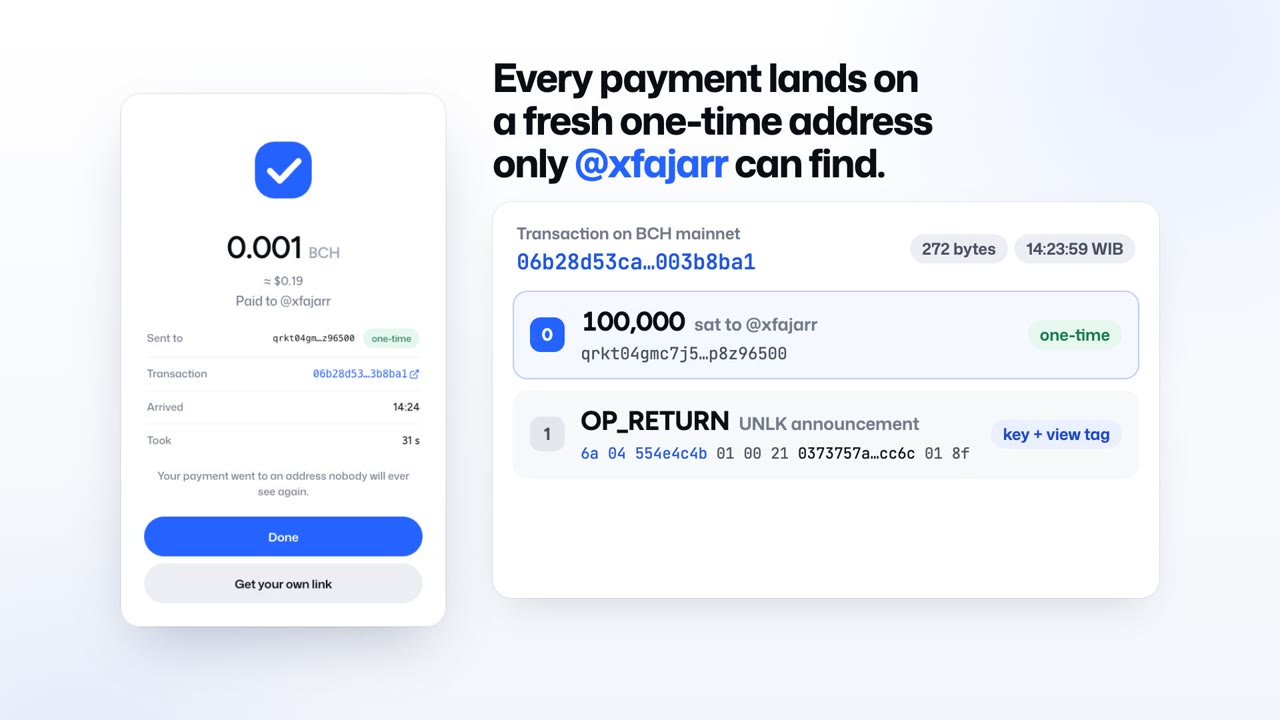 Every payment lands on
a fresh one-time address
only @xfajarr can find.
0.001 BCH
≈ $0.19
Paid to @xfajarr
Sent to qrkt04gm…z96500 one-time
Transaction 06b28d53…3b8ba1
Arrived 14:24
Took 31 s
Your payment went to an address nobody will ever
see again.
Done
Get your own link
Transaction on BCH mainnet
06b28d53ca…003b8ba1
272 bytes 14:23:59 WIB
0 100,000 sat to @xfajarr one-time
qrkt04gmc7j5…p8z96500
1 OP_RETURN UNLK announcement key + view tag
6a 04 554e4c4b 01 00 21 0373757a…cc6c 01 8f